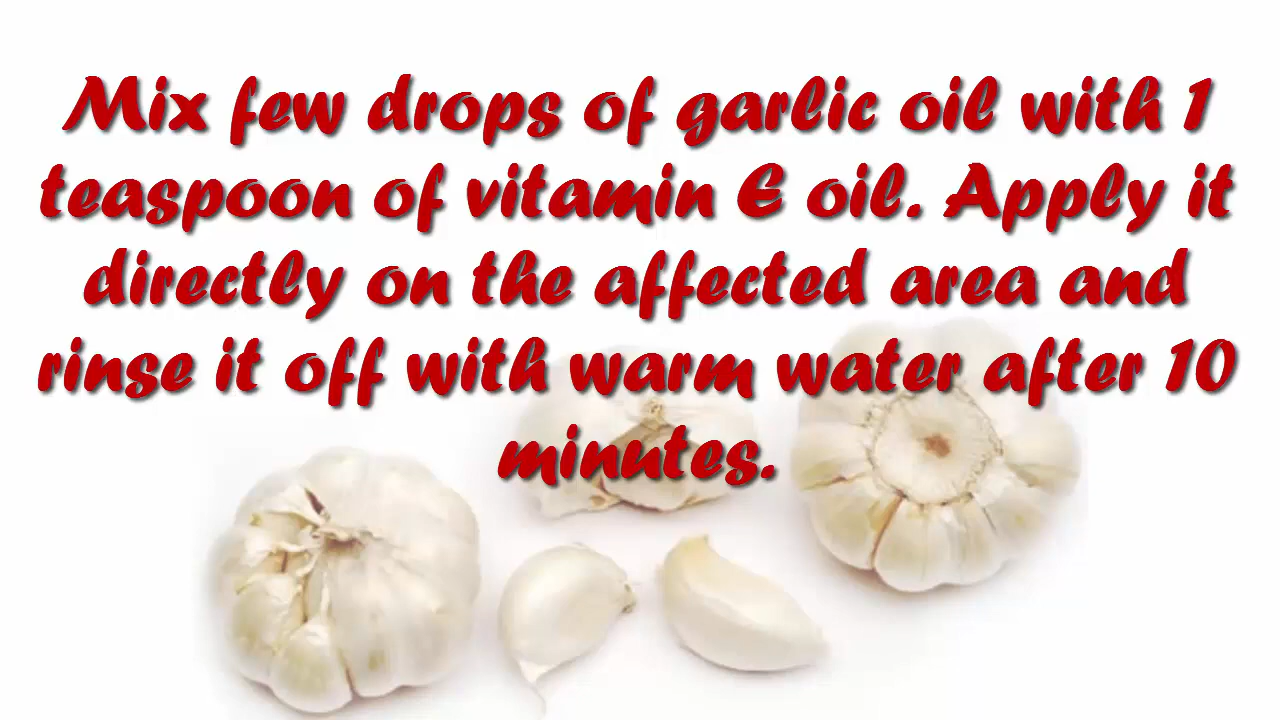 Mix few drops of garlic oil with 1
teaspoon of vitamin E oil. Apply it
directly on the affected area and
rinse it off with warm water after 10
minutes.